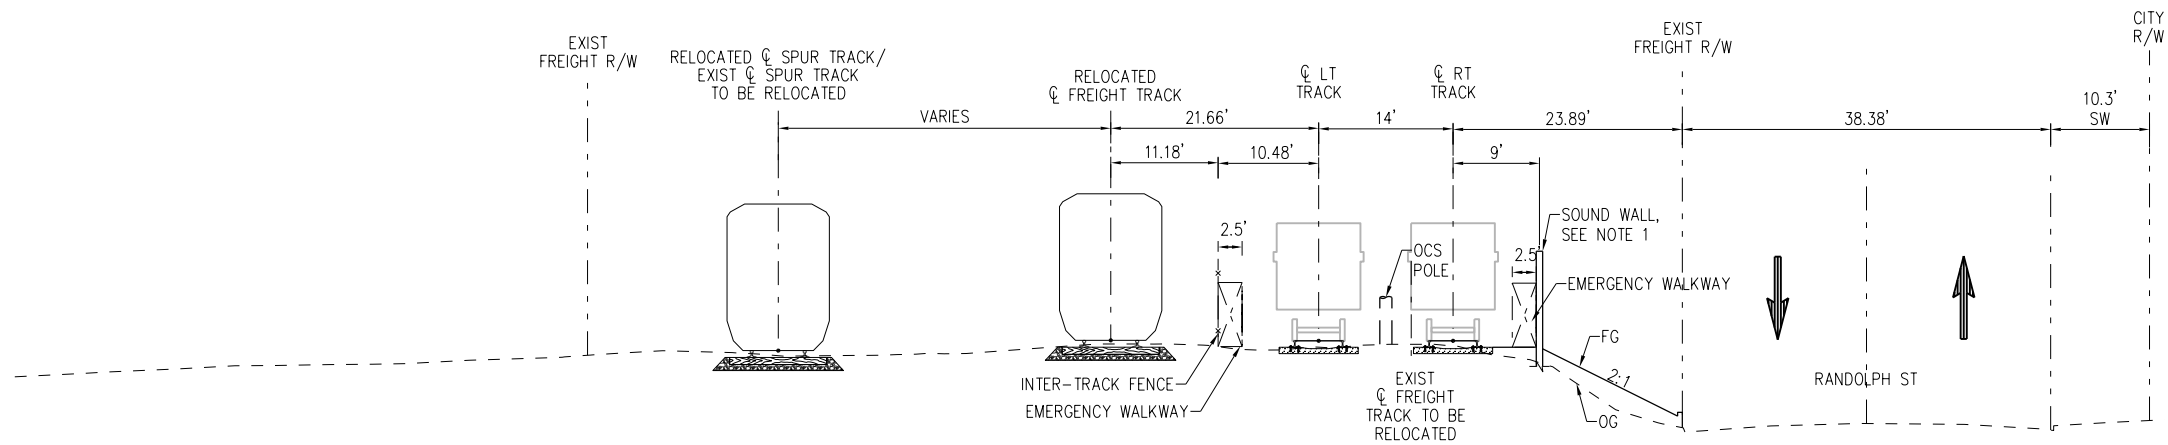 CITY
R/W
EXIST
FREIGHT R/W
EXIST
FREIGHT R/W
RELOCATED ℄ SPUR TRACK/
EXIST ℄ SPUR TRACK
TO BE RELOCATED
RELOCATED
℄ FREIGHT TRACK
℄ LT
TRACK
℄ RT
TRACK
10.3'
SW
VARIES
21.66'
14'
23.89'
38.38'
11.18'
10.48'
9'
SOUND WALL,
SEE NOTE 1
2.5'
OCS
POLE
2.5'
EMERGENCY WALKWAY
FG
2:1
RANDOLPH ST
INTER-TRACK FENCE
EMERGENCY WALKWAY
EXIST
℄ FREIGHT
TRACK TO BE
RELOCATED
OG